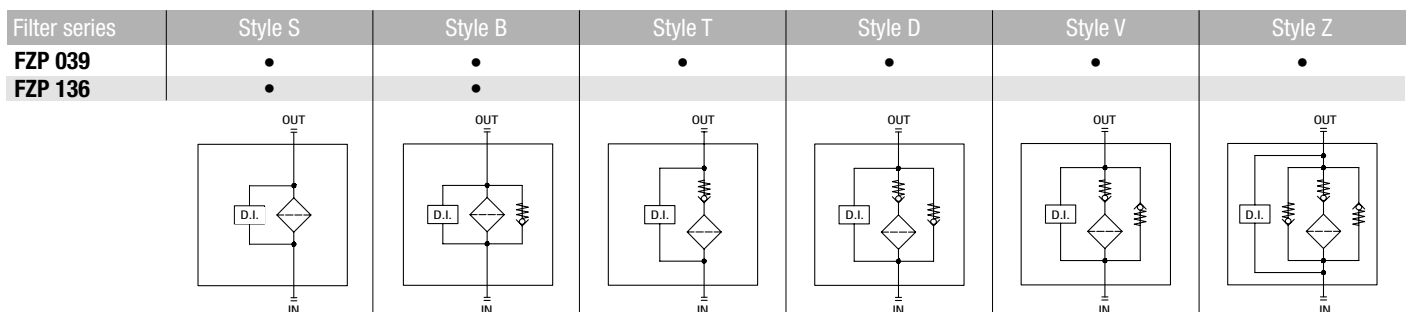 Filter series Style S Style B Style T Style D Style V Style Z
FZP 039 • • • • • •
FZP 136 • •
OUT OUT OUT OUT OUT OUT
D.I. D.I. D.I. D.I. D.I. D.I.
IN IN IN IN IN IN